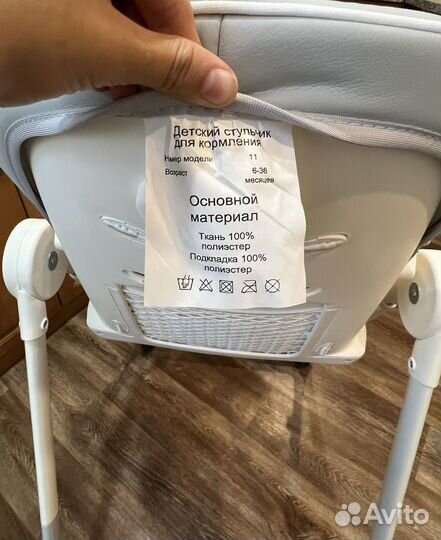 Детский стульчик
для кормления
Номер модели 11
Возраст 6-36
месяцев
Основной
материал
Ткань 100%
полиэстер
Подкладка 100%
полиэстер
Avito